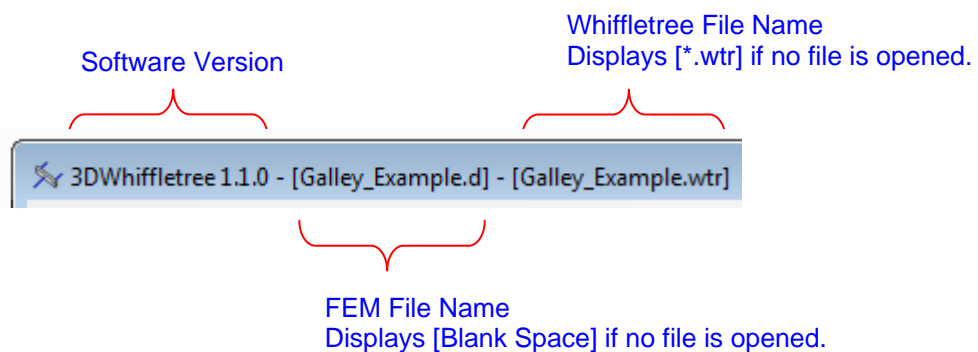 Whiffletree File Name
Displays [*.wtr] if no file is opened.
Software Version
3DWhiffletree 1.1.0 - [Galley_Example.d] - [Galley_Example.wtr]
FEM File Name
Displays [Blank Space] if no file is opened.